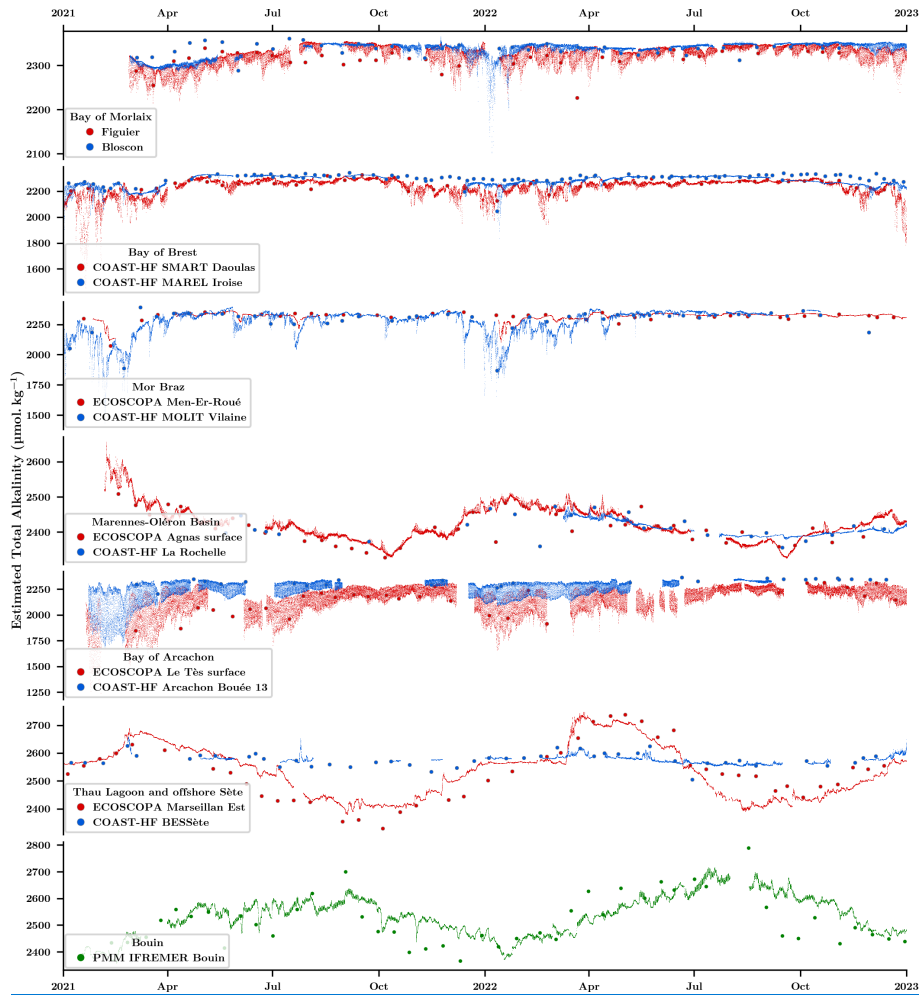 2021 Apr Jul Oct 2022 Apr Jul Oct 2023
2300
2200
2100
Bay of Morlaix
Figuier
Bloscon
2200
2000
1800
1600
Bay of Brest
COAST-HF SMART Daoulas
COAST-HF MAREL Iroise
2250
2000
1750
1500
Mor Braz
ECOSCOPA Men-Er-Roué
COAST-HF MOLIT Vilaine
Estimated Total Alkalinity (µmol. kg⁻¹)
2600
2500
2400
Marennes-Oléron Basin
ECOSCOPA Agnas surface
COAST-HF La Rochelle
2250
2000
1750
1500
1250
Bay of Arcachon
ECOSCOPA Le Tès surface
COAST-HF Arcachon Bouée 13
2700
2600
2500
2400
Thau Lagoon and offshore Sète
ECOSCOPA Marseillan Est
COAST-HF BESSète
2800
2700
2600
2500
2400
Bouin
PMM IFREMER Bouin
2021 Apr Jul Oct 2022 Apr Jul Oct 2023